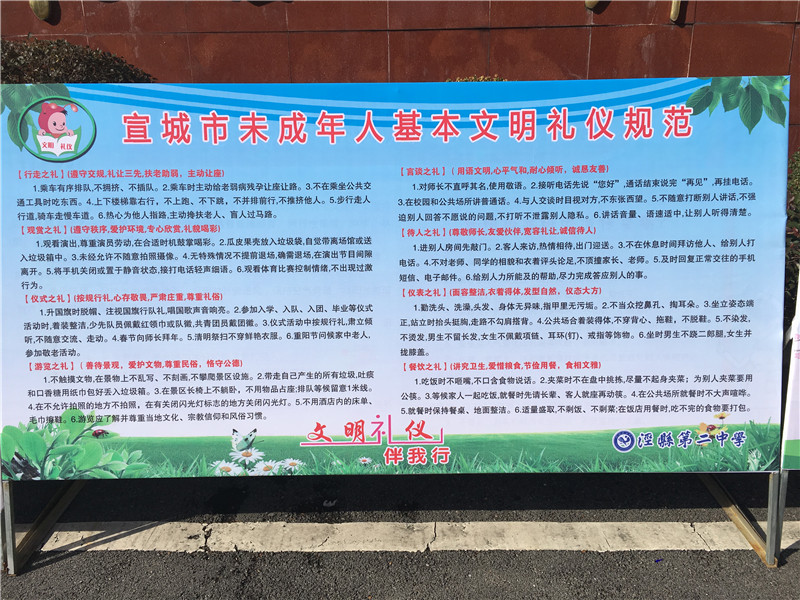 文明 礼仪
宣城市未成年人基本文明礼仪规范
【行走之礼】(遵守交规,礼让三先,扶老助弱,主动让座)
1.乘车有序排队,不拥挤、不插队。2.乘车时主动给老弱病残孕让座让路。3.不在乘坐公共交
通工具时吃东西。4.上下楼梯靠右行,不上跑、不下跳,不并排前行,不推挤他人。5.步行走人
行道,骑车走慢车道。6.热心为他人指路,主动搀扶老人、盲人过马路。
【观赏之礼】(遵守秩序,爱护环境,专心欣赏,礼貌喝彩)
1.观看演出,尊重演员劳动,在合适时机鼓掌喝彩。2.瓜皮果壳放入垃圾袋,自觉带离场馆或送
入垃圾箱中。3.未经允许不随意拍照摄像。4.无特殊情况不提前退场,确需退场,在演出节目间隙
离开。5.将手机关闭或置于静音状态,接打电话轻声细语。6.观看体育比赛控制情绪,不出现过激
行为。
【仪式之礼】(按规行礼,心存敬畏,严肃庄重,尊重礼俗)
1.升国旗时脱帽、注视国旗行队礼,唱国歌声音响亮。2.参加入学、入队、入团、毕业等仪式
活动时,着装整洁,少先队员佩戴红领巾或队徽,共青团员戴团徽。3.仪式活动中按规行礼,肃立倾
听,不随意交流、走动。4.春节向师长拜年。5.清明祭扫不穿鲜艳衣服。6.重阳节问候家中老人,
参加敬老活动。
【游览之礼】(善待景观,爱护文物,尊重民俗,恪守公德)
1.不触摸文物,在景物上不乱写、不刻画,不攀爬景区设施。2.带走自己产生的所有垃圾,吐痰
和口香糖用纸巾包好丢入垃圾箱。3.在景区长椅上不躺卧,不用物品占座;排队等候留意1米线。
4.在不允许拍照的地方不拍照,在有关闭闪光灯标志的地方关闭闪光灯。5.不用酒店内的床单、
毛巾擦鞋。6.游览应了解并尊重当地文化、宗教信仰和风俗习惯。
【言谈之礼】(用语文明,心平气和,耐心倾听,诚恳友善)
1.对师长不直呼其名,使用敬语。2.接听电话先说“您好”,通话结束说完“再见”,再挂电话。
3.在校园和公共场所讲普通话。4.与人交谈时目视对方,不东张西望。5.不随意打断别人讲话,不强
迫别人回答不愿说的问题,不打听不泄露别人隐私。6.讲话音量、语速适中,让别人听得清楚。
【待人之礼】(尊敬师长,友爱伙伴,宽容礼让,诚信待人)
1.进别人房间先敲门。2.客人来访,热情相待,出门迎送。3.不在休息时间拜访他人、给别人打
电话。4.不对老师、同学的相貌和衣着评头论足,不顶撞家长、老师。5.及时回复正常交往的手机
短信、电子邮件。6.给别人力所能及的帮助,尽力完成答应别人的事。
【仪表之礼】(面容整洁,衣着得体,发型自然,仪态大方)
1.勤洗头、洗澡,头发、身体无异味,指甲里无污垢。2.不当众挖鼻孔、掏耳朵。3.坐立姿态端
正,站立时抬头挺胸,走路不勾肩搭背。4.公共场合着装得体,不穿背心、拖鞋,不脱鞋。5.不染发、
不烫发,男生不留长发,女生不佩戴项链、耳环(钉)、戒指等饰物。6.坐时男生不跷二郎腿,女生并
拢膝盖。
【餐饮之礼】(讲究卫生,爱惜粮食,节俭用餐,食相文雅)
1.吃饭时不咂嘴,不口含食物说话。2.夹菜时不在盘中挑拣,尽量不起身夹菜;为别人夹菜要用
公筷。3.等候家人一起吃饭,就餐时先请长辈、客人就座再动筷。4.在公共场所就餐时不大声喧哗。
5.就餐时保持餐桌、地面整洁。6.适量盛取,不剩饭、不剩菜;在饭店用餐时,吃不完的食物要打包。
文明礼仪
伴我行
泾县第二中学